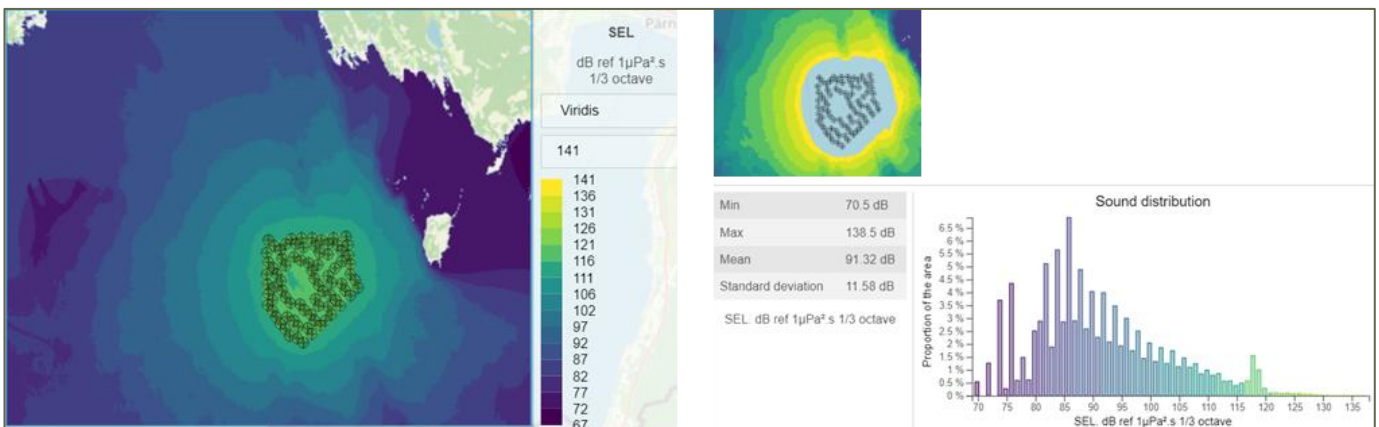 Pärn
SEL
dB ref 1µPa².s
1/3 octave
Viridis
141
141
136
131
126
121
116
111
106
102
97
92
87
82
77
72
67
Min 70.5 dB
Max 138.5 dB
Mean 91.32 dB
Standard deviation 11.58 dB
SEL. dB ref 1µPa².s 1/3 octave
Sound distribution
Proportion of the area
6.5 %
6 %
5.5 %
5 %
4.5 %
4 %
3.5 %
3 %
2.5 %
2 %
1.5 %
1 %
0.5 %
70 75 80 85 90 95 100 105 110 115 120 125 130 135
SEL. dB ref 1µPa².s 1/3 octave